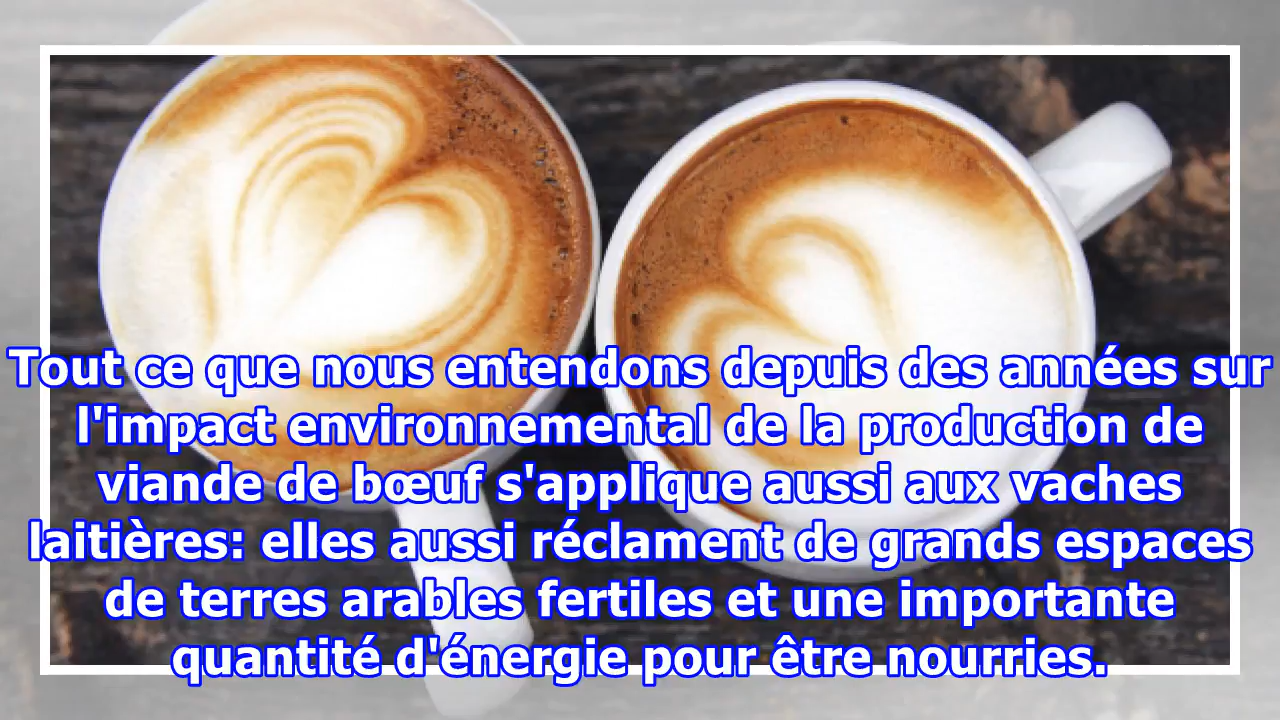 Tout ce que nous entendons depuis des années sur
l'impact environnemental de la production de
viande de bœuf s'applique aussi aux vaches
laitières: elles aussi réclament de grands espaces
de terres arables fertiles et une importante
quantité d'énergie pour être nourries.